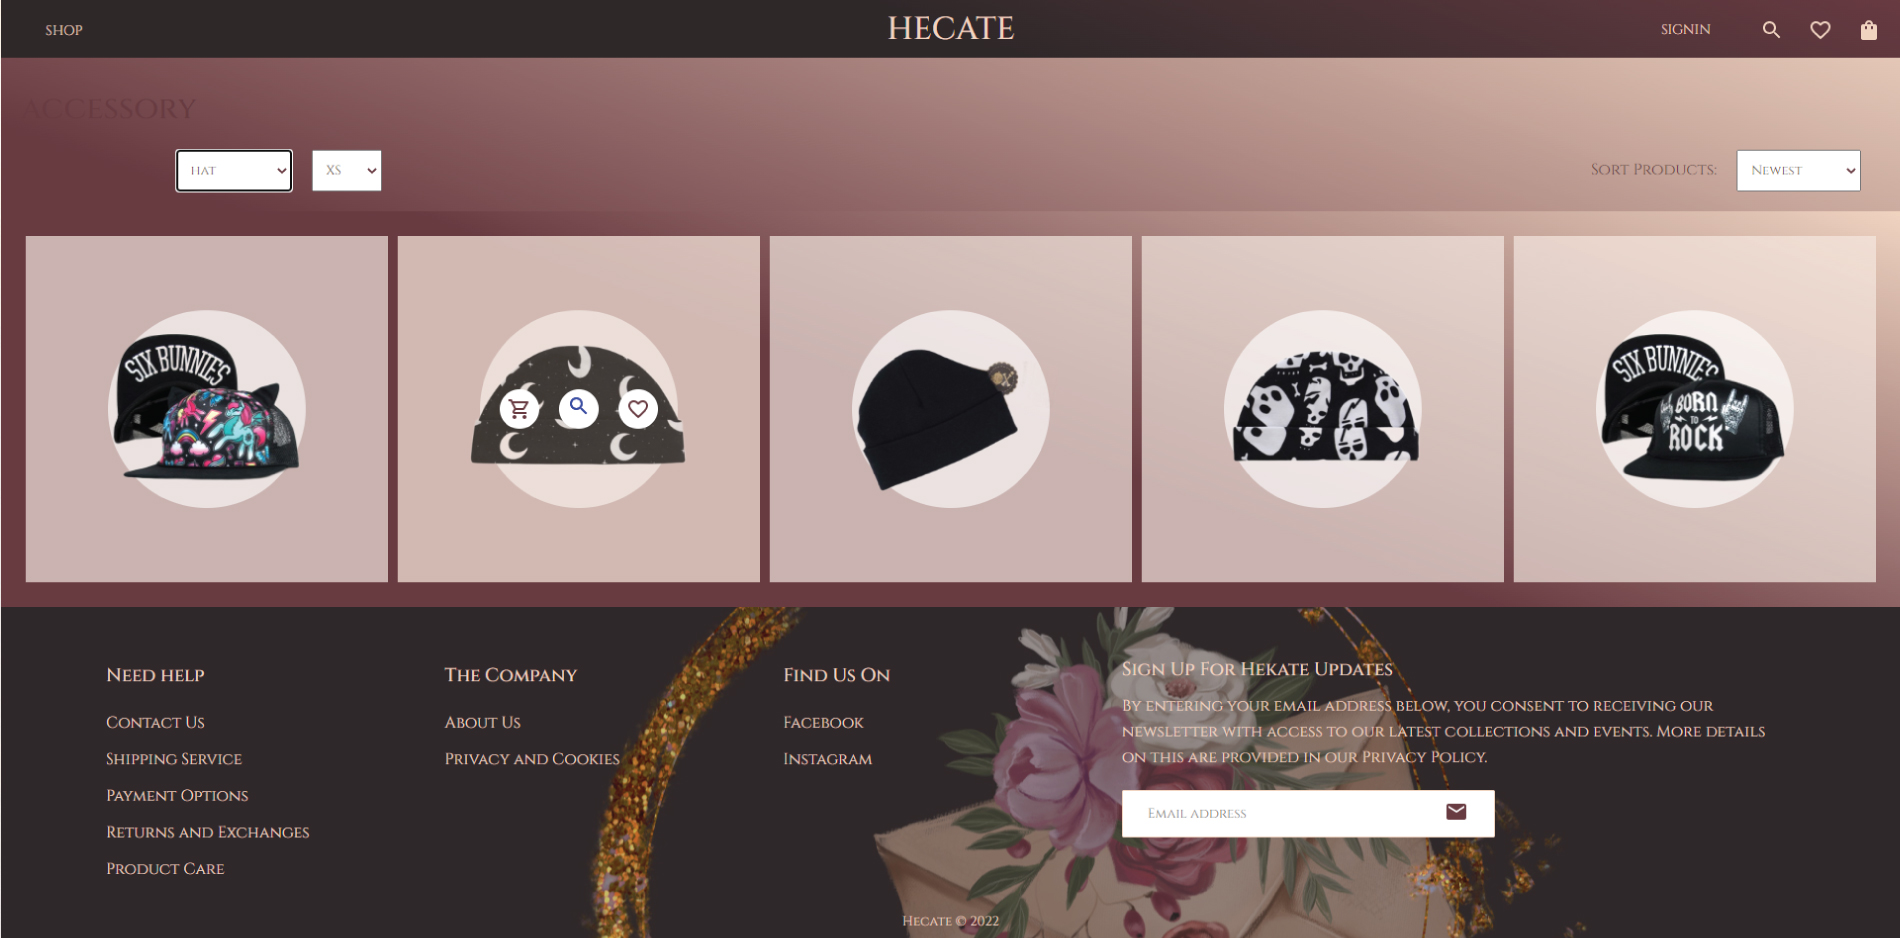 SHOP
HECATE
SIGNIN
ACCESSORY
HAT
XS
SORT PRODUCTS:
NEWEST
SIX BUNNIES
SIX BUNNIES
BORN
TO
ROCK
NEED HELP
CONTACT US
SHIPPING SERVICE
PAYMENT OPTIONS
RETURNS AND EXCHANGES
PRODUCT CARE
THE COMPANY
ABOUT US
PRIVACY AND COOKIES
FIND US ON
FACEBOOK
INSTAGRAM
SIGN UP FOR HEKATE UPDATES
BY ENTERING YOUR EMAIL ADDRESS BELOW, YOU CONSENT TO RECEIVING OUR
NEWSLETTER WITH ACCESS TO OUR LATEST COLLECTIONS AND EVENTS. MORE DETAILS
ON THIS ARE PROVIDED IN OUR PRIVACY POLICY.
EMAIL ADDRESS
HECATE © 2022